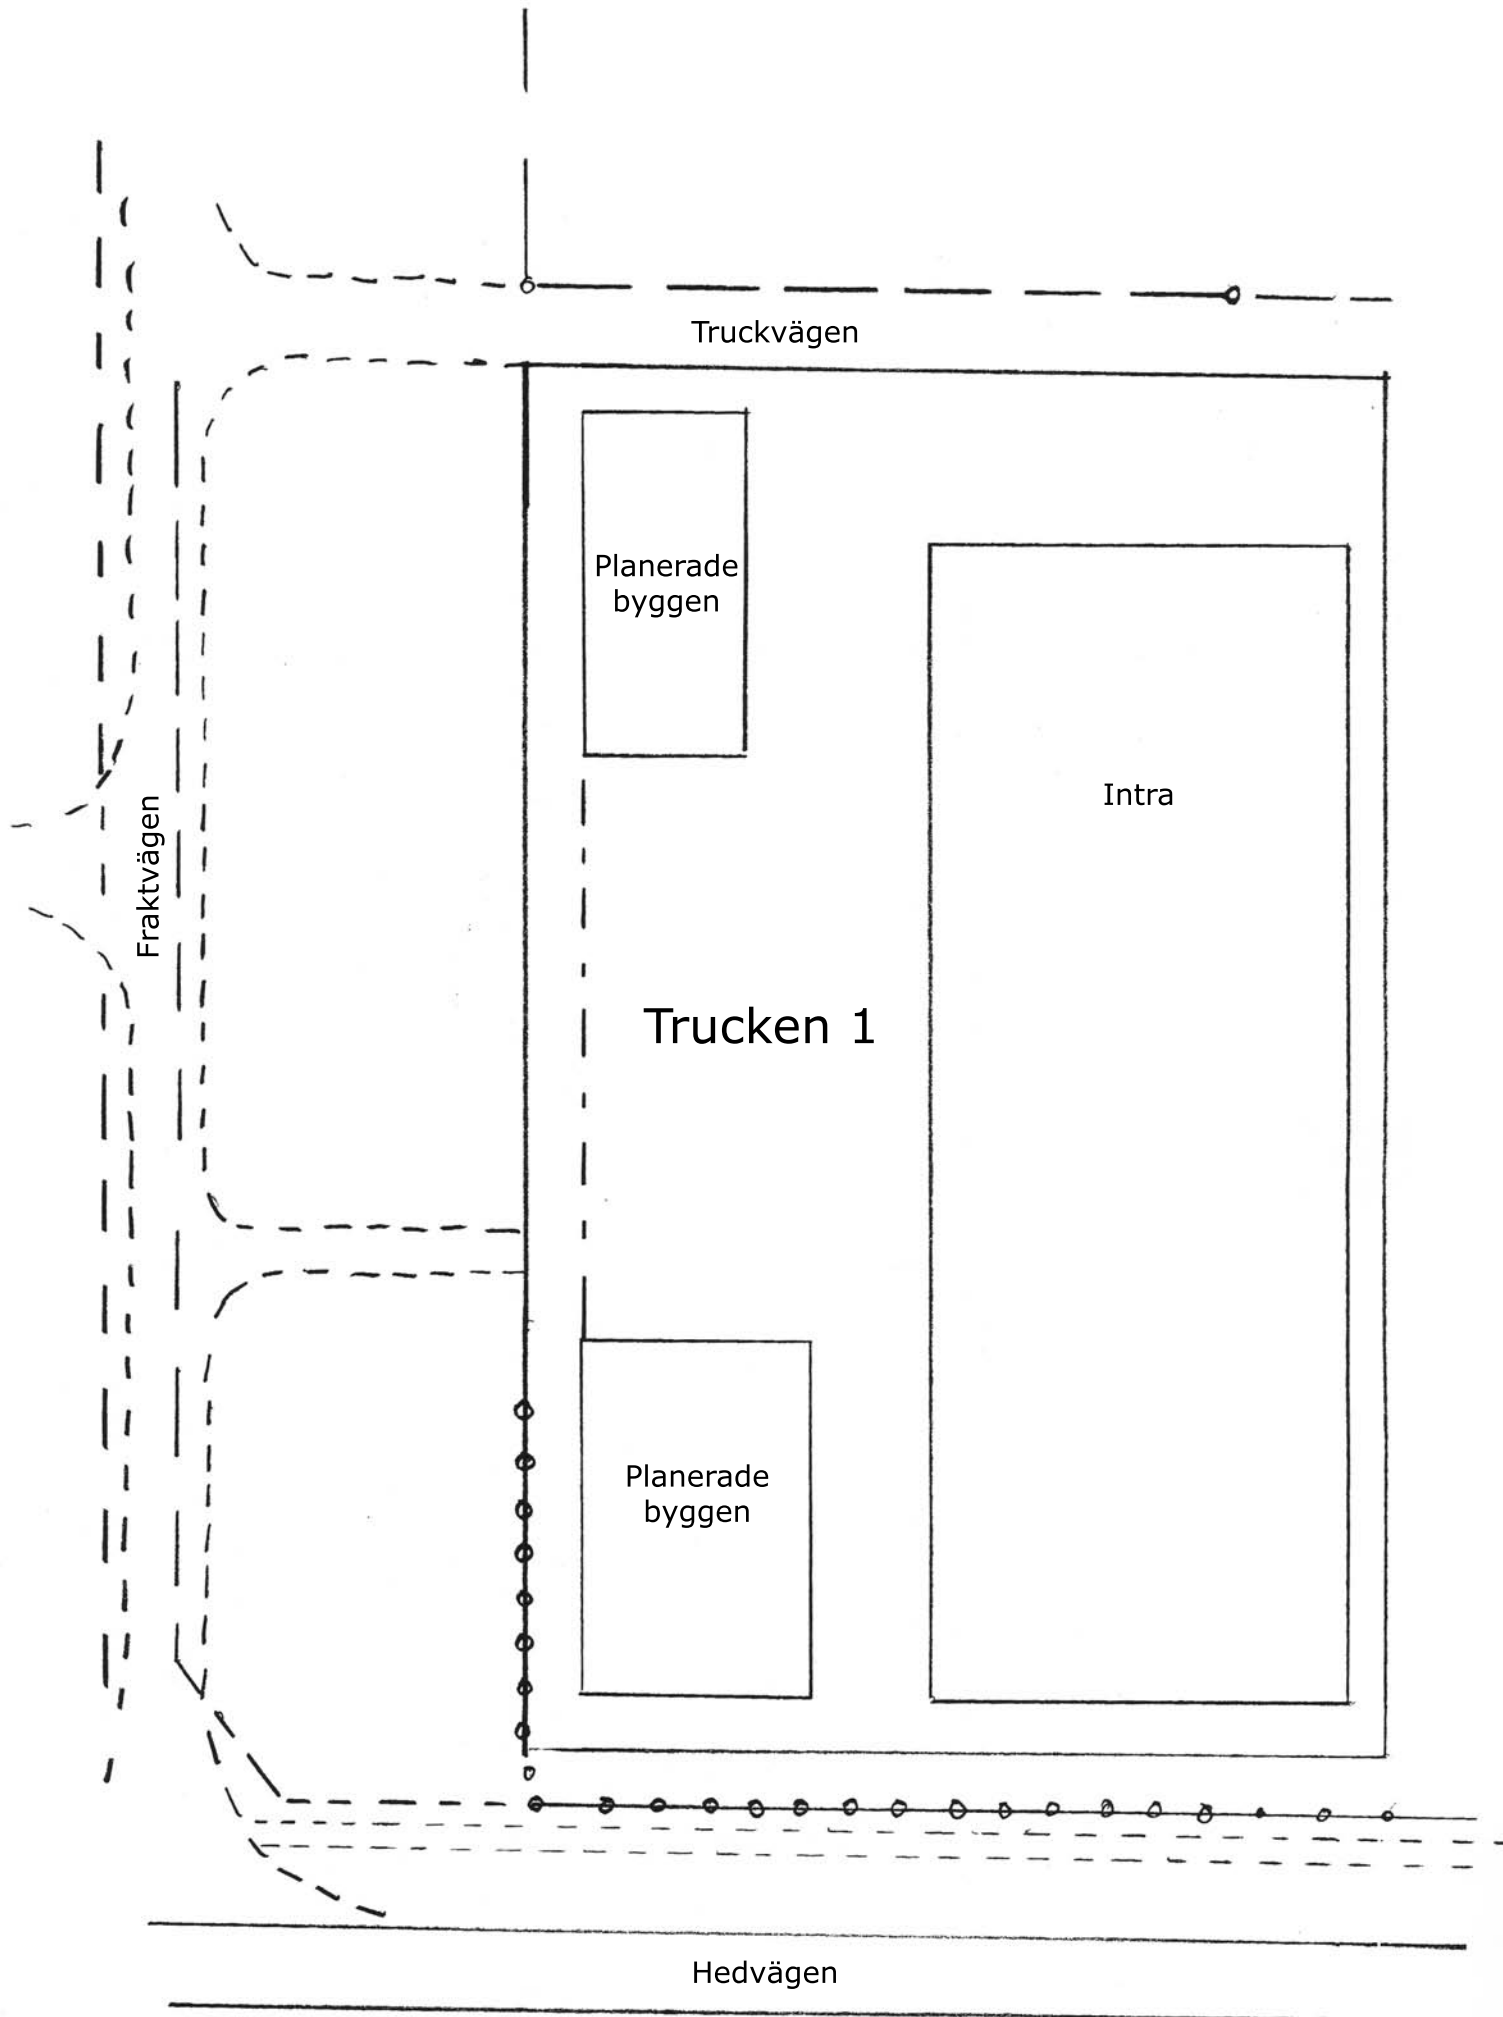 Truckvägen
Planerade
byggen
Intra
Fraktvägen
Trucken 1
Planerade
byggen
Hedvägen